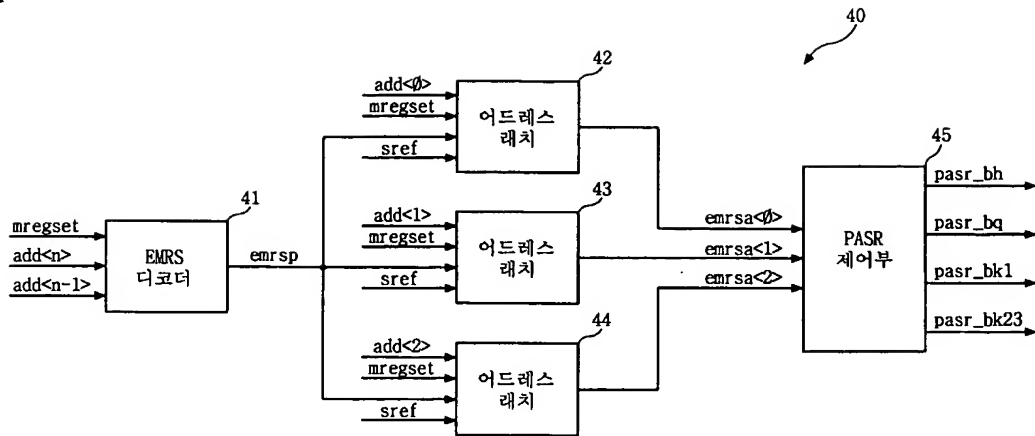 40
42
add<0>
mregset
sref
어드레스
래치
43
add<1>
mregset
sref
어드레스
래치
44
add<2>
mregset
sref
어드레스
래치
41
mregset
add<n>
add<n-1>
EMRS
디코더
emrsp
emrsa<0>
emrsa<1>
emrsa<2>
45
PASR
제어부
pasr_bh
pasr_bq
pasr_bk1
pasr_bk23